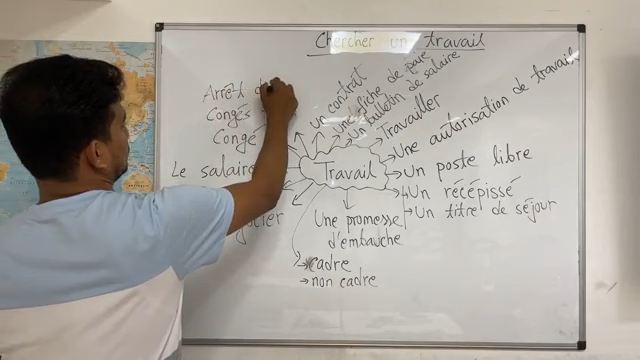 Chercher un travail
Arrêt d
Congés
Congé
Le salaire
un contrat
une fiche de paie
un bulletin de salaire
Travailler
Une autorisation de travail
Travail
Un poste libre
Un récépissé
Un titre de séjour
Une promesse
d'embauche
cadre
non cadre